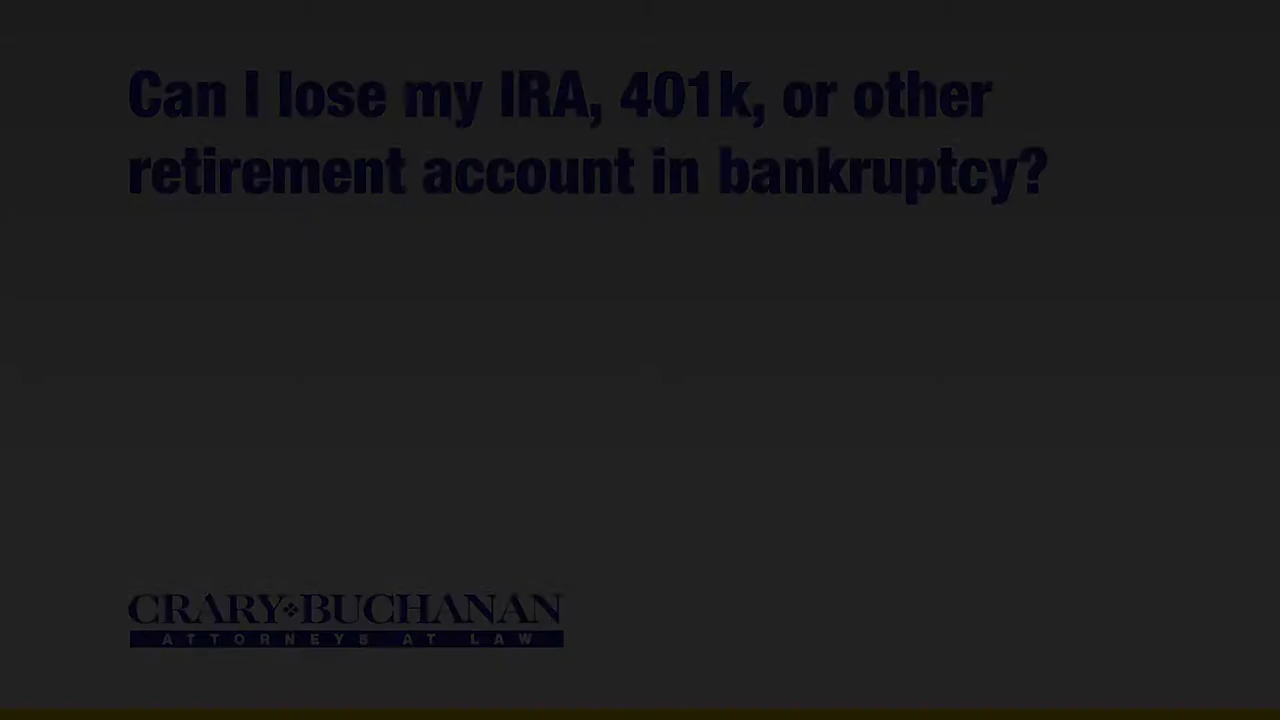 Can I lose my IRA, 401k, or other
retirement account in bankruptcy?
CRARY❖BUCHANAN
ATTORNEYS AT LAW